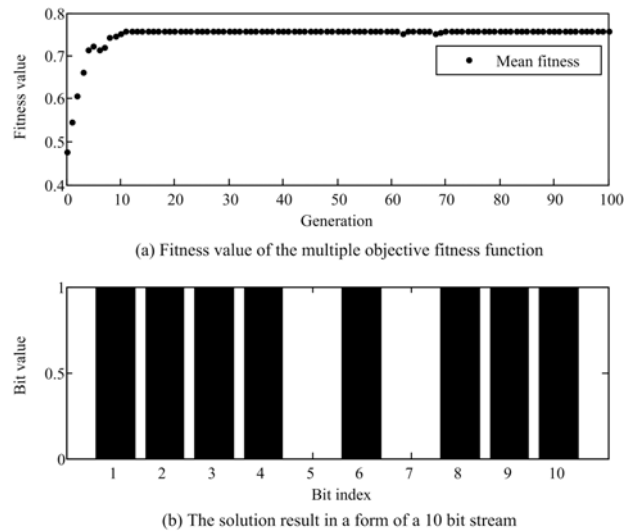 0.8
0.7
0.6
0.5
0.4
Fitness value
Mean fitness
0 10 20 30 40 50 60 70 80 90 100
Generation
(a) Fitness value of the multiple objective fitness function
1
0.5
0
Bit value
1 2 3 4 5 6 7 8 9 10
Bit index
(b) The solution result in a form of a 10 bit stream